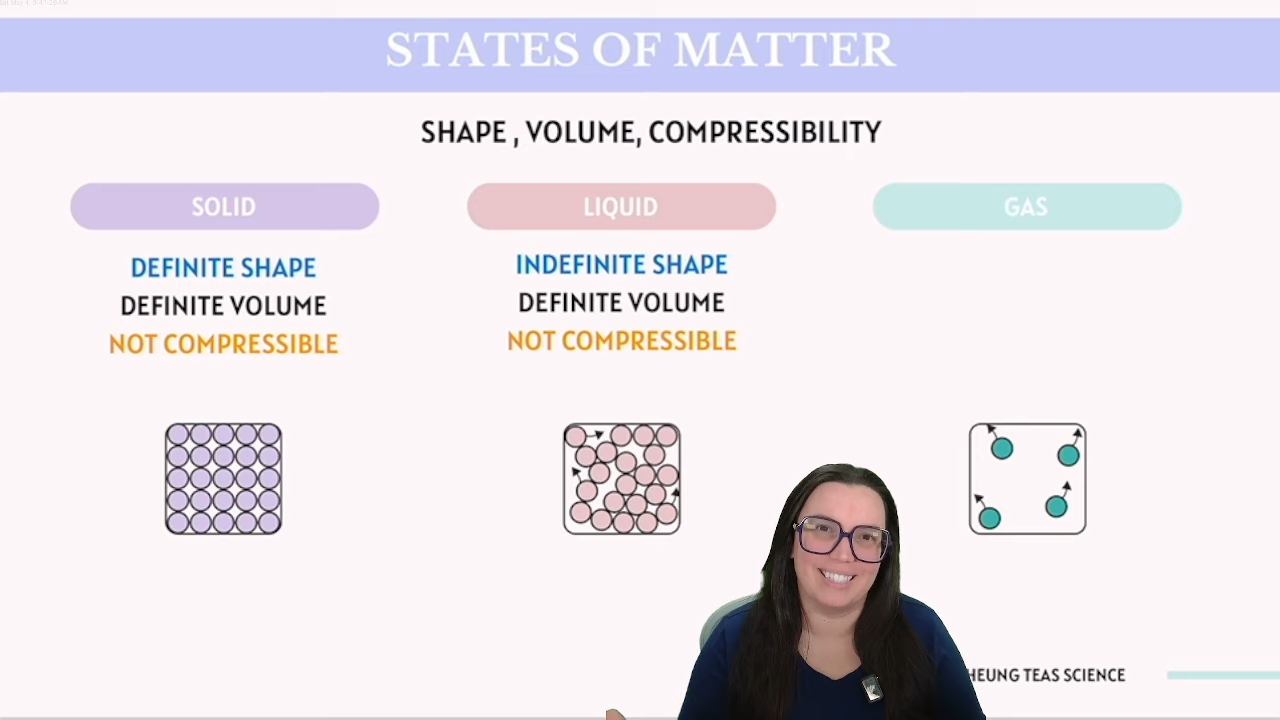 STATES OF MATTER
SHAPE , VOLUME, COMPRESSIBILITY
SOLID
DEFINITE SHAPE
DEFINITE VOLUME
NOT COMPRESSIBLE
LIQUID
INDEFINITE SHAPE
DEFINITE VOLUME
NOT COMPRESSIBLE
GAS
HEUNG TEAS SCIENCE